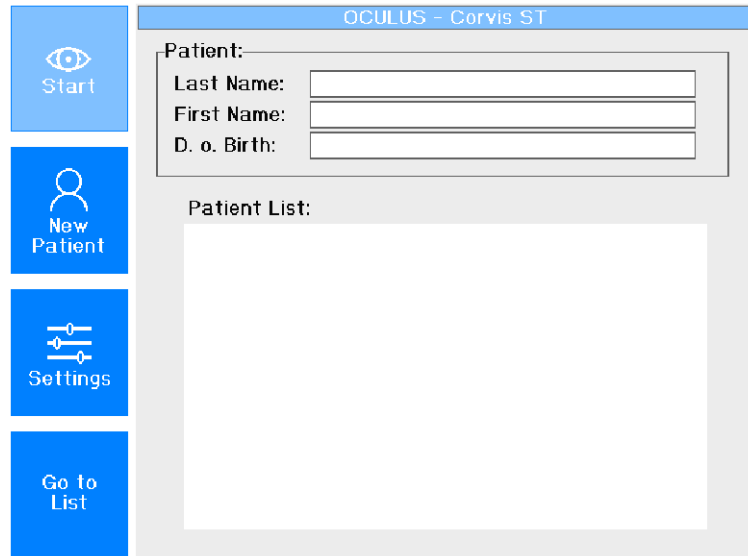 OCULUS - Corvis ST
Start
New
Patient
Settings
Go to
List
Patient:
Last Name:
First Name:
D. o. Birth:
Patient List: